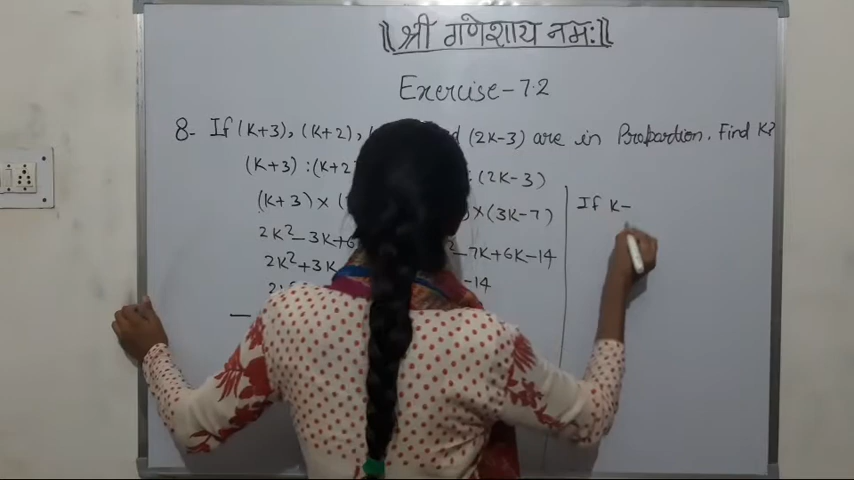 ॥ श्री गणेशाय नमः ॥
Exercise-7.2
8- If (K+3), (K+2), (2K-3) are in Proportion. Find K?
(K+3) : (K+2 : (2K-3)
(K+3) × ( ×(3K-7)
2K²-3K+6 -7K+6K-14
2K²+3K -14
If K-